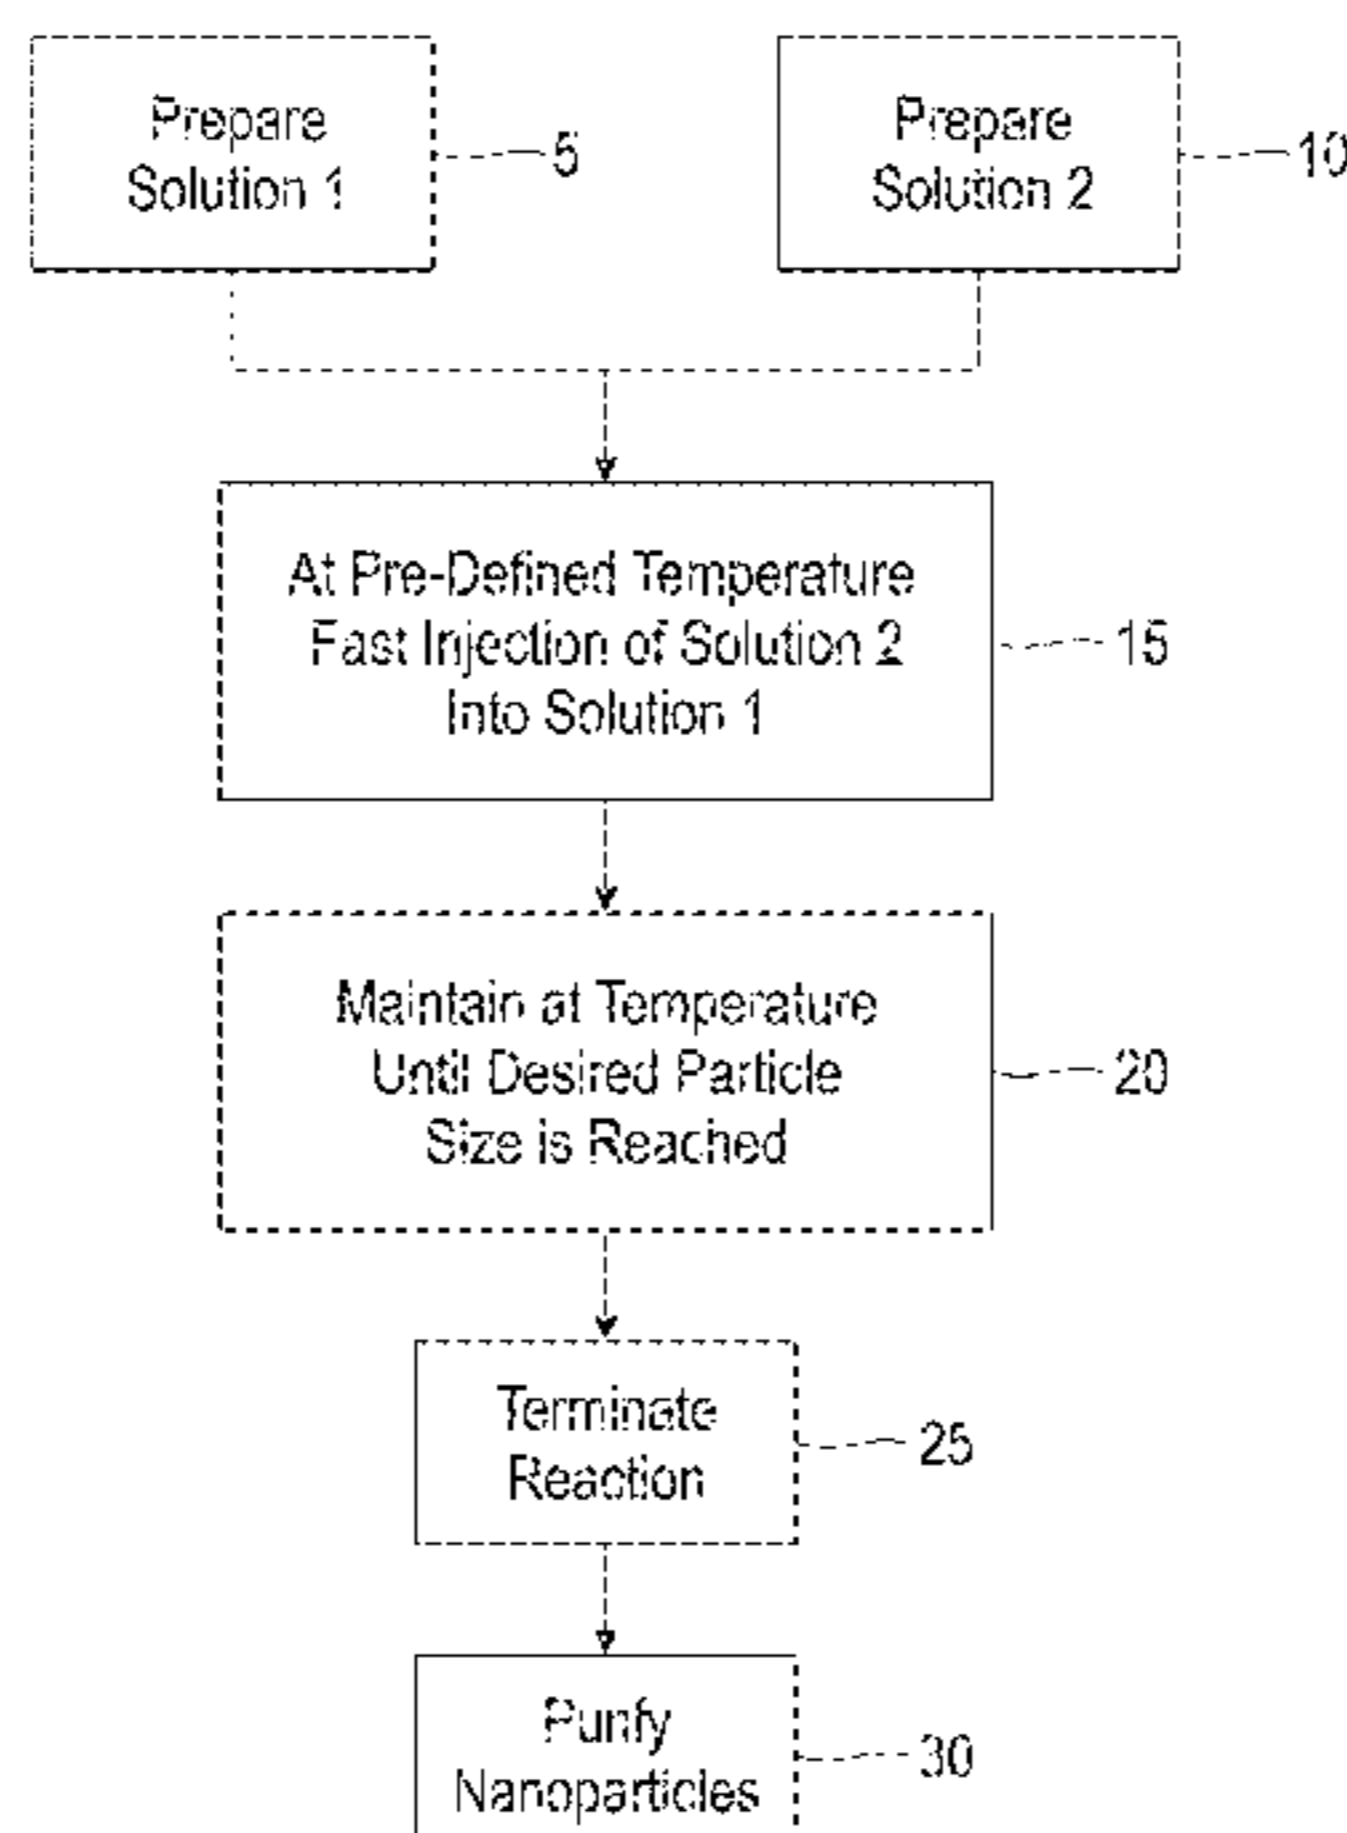 Prepare
Solution 1
5
Prepare
Solution 2
10
At Pre-Defined Temperature
Fast Injection of Solution 2
Into Solution 1
15
Maintain at Temperature
Until Desired Particle
Size is Reached
20
Terminate
Reaction
25
Purify
Nanoparticles
30